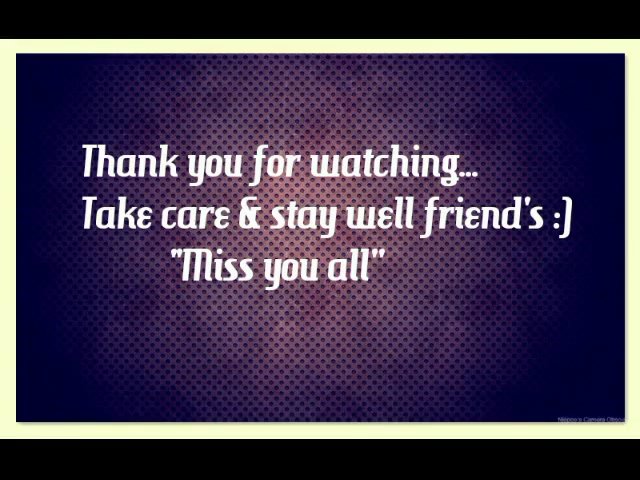 Thank you for watching...
Take care & stay well friend's :)
"Miss you all"